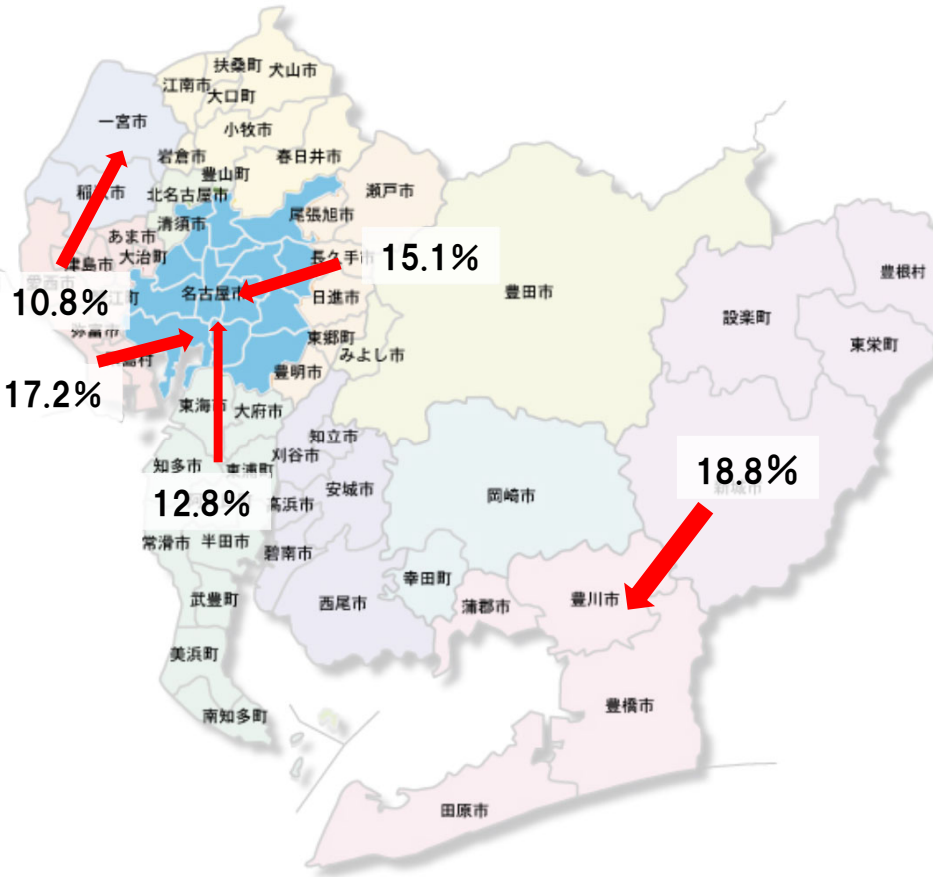 扶桑町
犬山市
江南市
大口町
一宮市
小牧市
岩倉市
春日井市
豊山町
瀬戸市
北名古屋市
清須市
尾張旭市
あま市
大治町
津島市
長久手市
15.1%
豊根村
10.8%
名古屋市
日進市
豊田市
設楽町
東郷町
みよし市
東栄町
豊明市
17.2%
東海市
大府市
知立市
刈谷市
知多市
東浦町
18.8%
安城市
岡崎市
12.8%
高浜市
常滑市
半田市
碧南市
幸田町
武豊町
西尾市
蒲郡市
豊川市
美浜町
豊橋市
南知多町
田原市